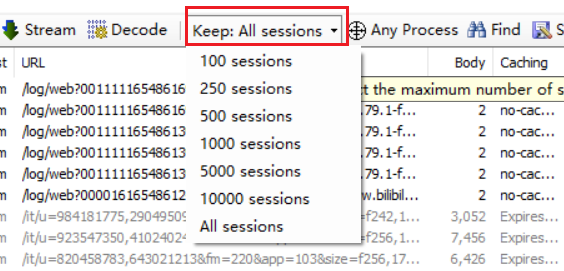 Stream Decode Keep: All sessions Any Process Find
URL Body Caching
100 sessions
/log/web?00111116548616 t the maximum number of s
250 sessions
/log/web?00111116548616 .79.1-f... 2 no-cac...
500 sessions
/log/web?00111116548613 .79.1-f... 2 no-cac...
1000 sessions
/log/web?00111116548613 .79.1-f... 2 no-cac...
5000 sessions
/log/web?00111116548613 .79.1-f... 2 no-cac...
10000 sessions
/log/web?00001616548612 w.bilibil... 2 no-cac...
All sessions
/it/u=984181775,29049509 =f242,1... 3,052 Expires...
/it/u=923547350,41024024 =f256,1... 7,456 Expires...
/it/u=820458783,643021213&fm=220&app=103&size=f256,17... 6,426 Expires...